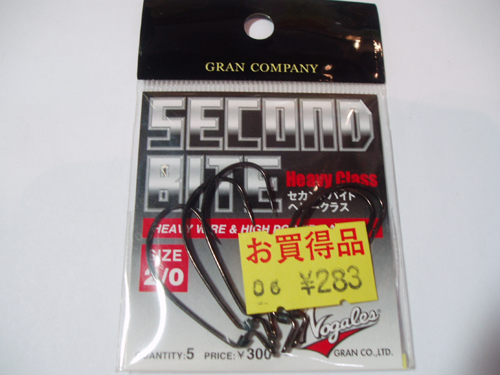 GRAN COMPANY
SECOND
BITE
Heavy Class
セカンドバイト
ヘビークラス
HEAVY WIRE & HIGH
SIZE
2/0
お買得品
06 ¥283
Nogales
QUANTITY:5 PRICE:¥300
GRAN CO.,LTD.